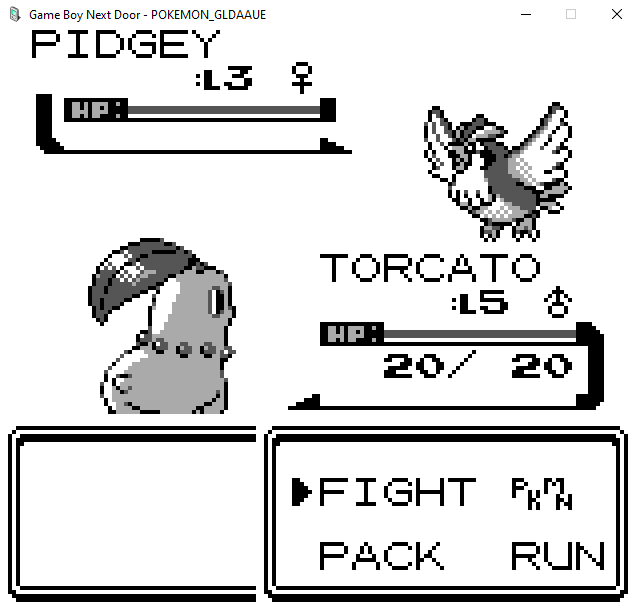 Game Boy Next Door - POKEMON_GLDAAUE
PIDGEY
:L3 ♀
HP:
TORCATO
:L5 ♂
HP:
20/ 20
FIGHT PKMN
PACK RUN